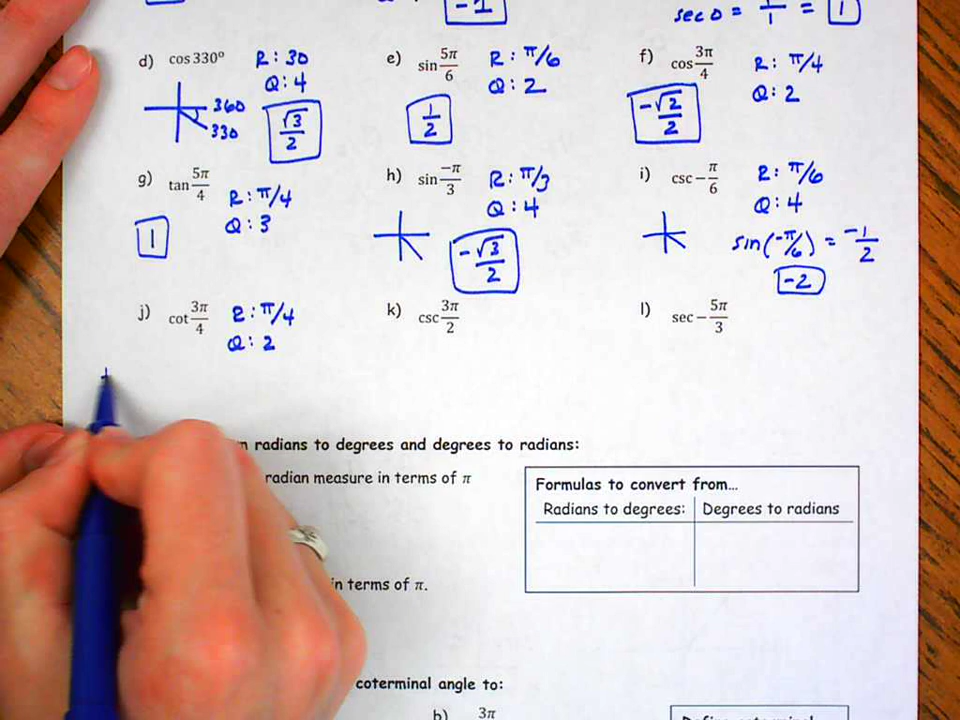 -1
sec 0 = 1/1 = 1
d) cos 330° R: 30 Q: 4
360
330
√3/2
e) sin 5π/6 R: π/6 Q: 2
1/2
f) cos 3π/4 R: π/4 Q: 2
-√2/2
g) tan 5π/4 R: π/4 Q: 3
1
h) sin -π/3 R: π/3 Q: 4
-√3/2
i) csc - π/6 R: π/6 Q: 4
sin(-π/6) = -1/2
-2
j) cot 3π/4 R: π/4 Q: 2
k) csc 3π/2
l) sec - 5π/3
radians to degrees and degrees to radians:
radian measure in terms of π
Formulas to convert from...
Radians to degrees: Degrees to radians
in terms of π.
coterminal angle to:
b) 3π